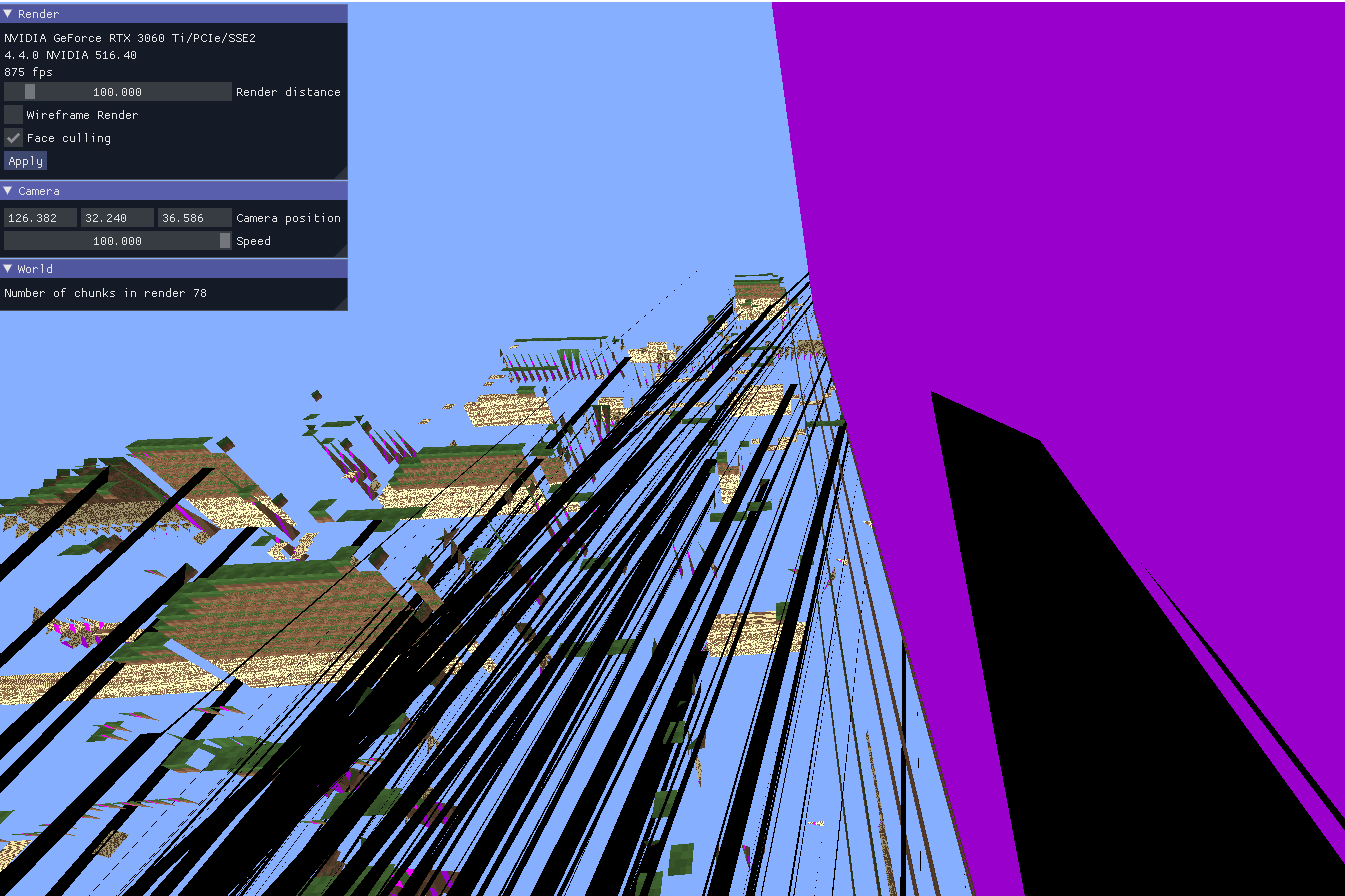 Render
NVIDIA GeForce RTX 3060 Ti/PCIe/SSE2
4.4.0 NVIDIA 516.40
875 fps
100.000 Render distance
Wireframe Render
Face culling
Apply
Camera
126.382 32.240 36.586 Camera position
100.000 Speed
World
Number of chunks in render 78